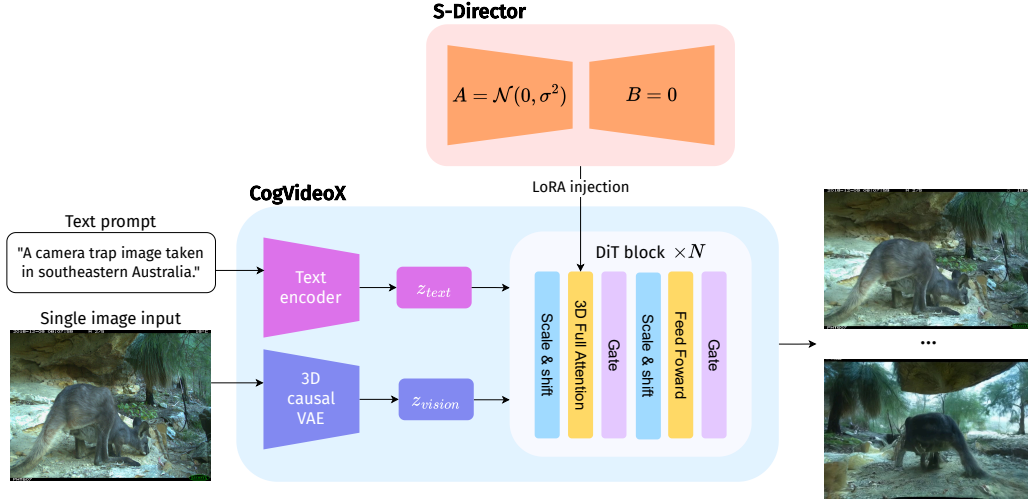 S-Director
A = 𝒩(0, σ²)
B = 0
LoRA injection
CogVideoX
Text prompt
"A camera trap image taken
in southeastern Australia."
Text
encoder
z_text
DiT block ×N
Scale & shift
3D Full Attention
Gate
Scale & shift
Feed Foward
Gate
Single image input
3D
causal
VAE
z_vision
...